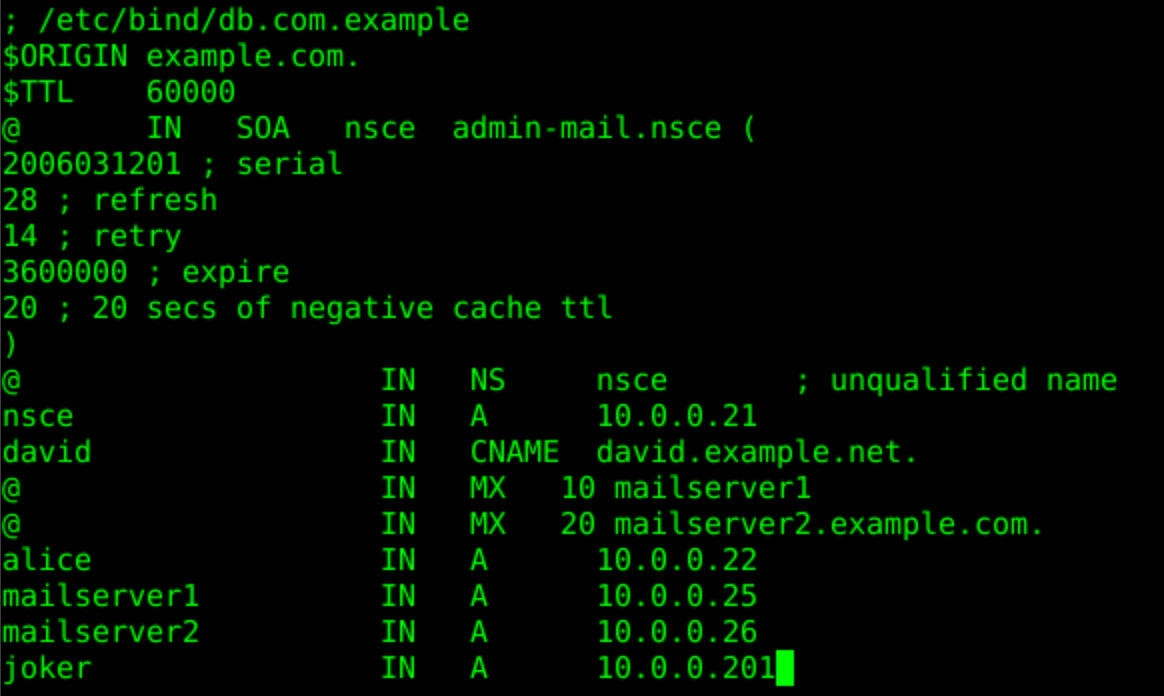 ; /etc/bind/db.com.example
$ORIGIN example.com.
$TTL    60000
@       IN   SOA   nsce  admin-mail.nsce (
2006031201 ; serial
28 ; refresh
14 ; retry
3600000 ; expire
20 ; 20 secs of negative cache ttl
)
@                    IN   NS     nsce       ; unqualified name
nsce                 IN   A      10.0.0.21
david                IN   CNAME  david.example.net.
@                    IN   MX   10 mailserver1
@                    IN   MX   20 mailserver2.example.com.
alice                IN   A      10.0.0.22
mailserver1          IN   A      10.0.0.25
mailserver2          IN   A      10.0.0.26
joker                IN   A      10.0.0.201